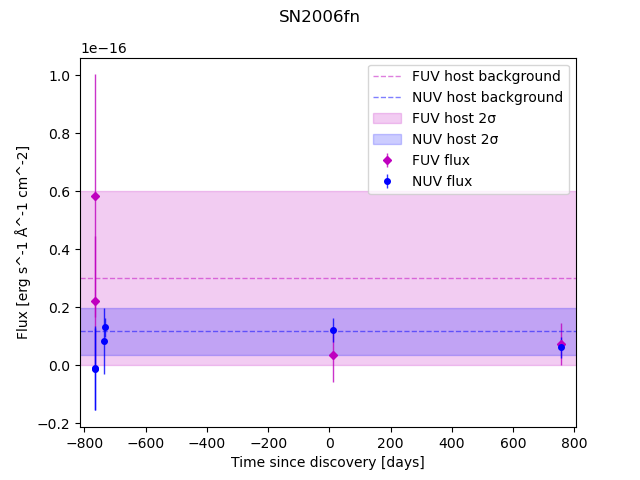 SN2006fn
1e−16
1.0
0.8
0.6
0.4
0.2
0.0
−0.2
Flux [erg s^-1 Å^-1 cm^-2]
FUV host background
NUV host background
FUV host 2σ
NUV host 2σ
FUV flux
NUV flux
−800 −600 −400 −200 0 200 400 600 800
Time since discovery [days]